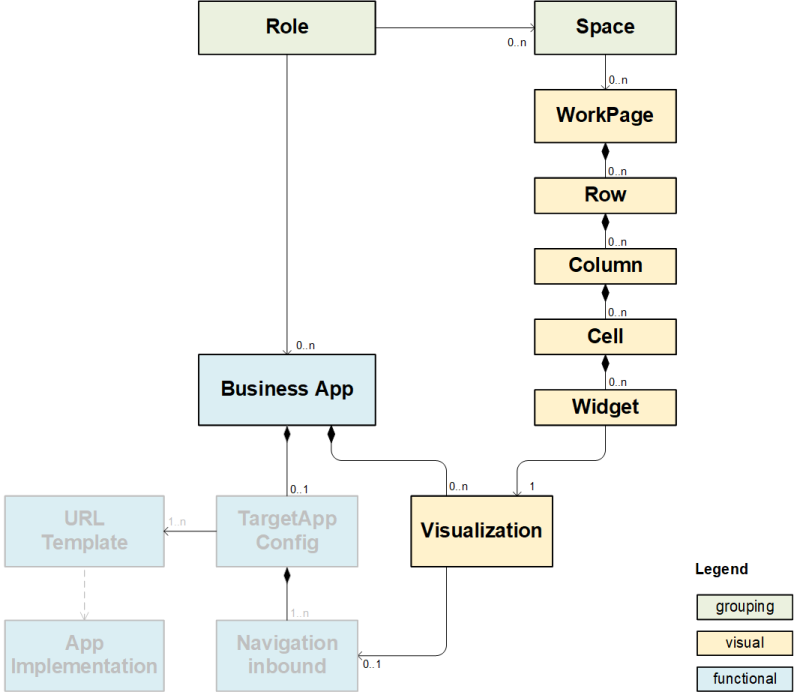 Role
Space
0..n
0..n
WorkPage
0..n
Row
0..n
Column
0..n
0..n
Cell
Business App
0..n
Widget
0..1
0..n
1
URL
Template
1..n
TargetApp
Config
Visualization
Legend
grouping
1..n
App
Implementation
Navigation
inbound
0..1
visual
functional